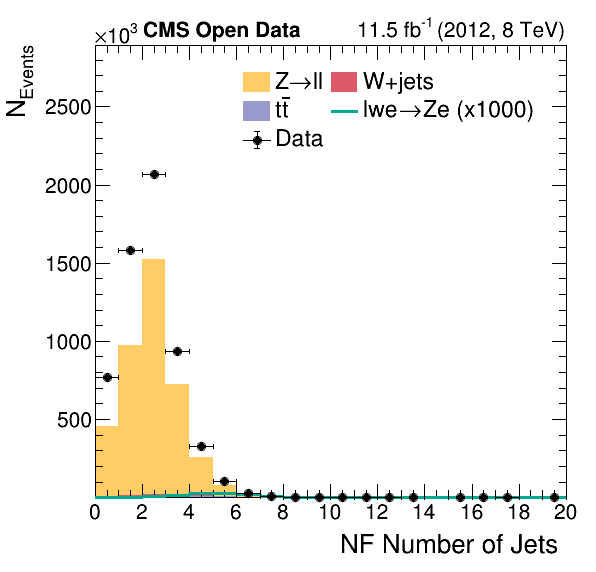 ×10³ CMS Open Data 11.5 fb⁻¹ (2012, 8 TeV)
N_Events
Z→ll W+jets
tt̄ lwe→Ze (x1000)
Data
2500
2000
1500
1000
500
0 2 4 6 8 10 12 14 16 18 20
NF Number of Jets